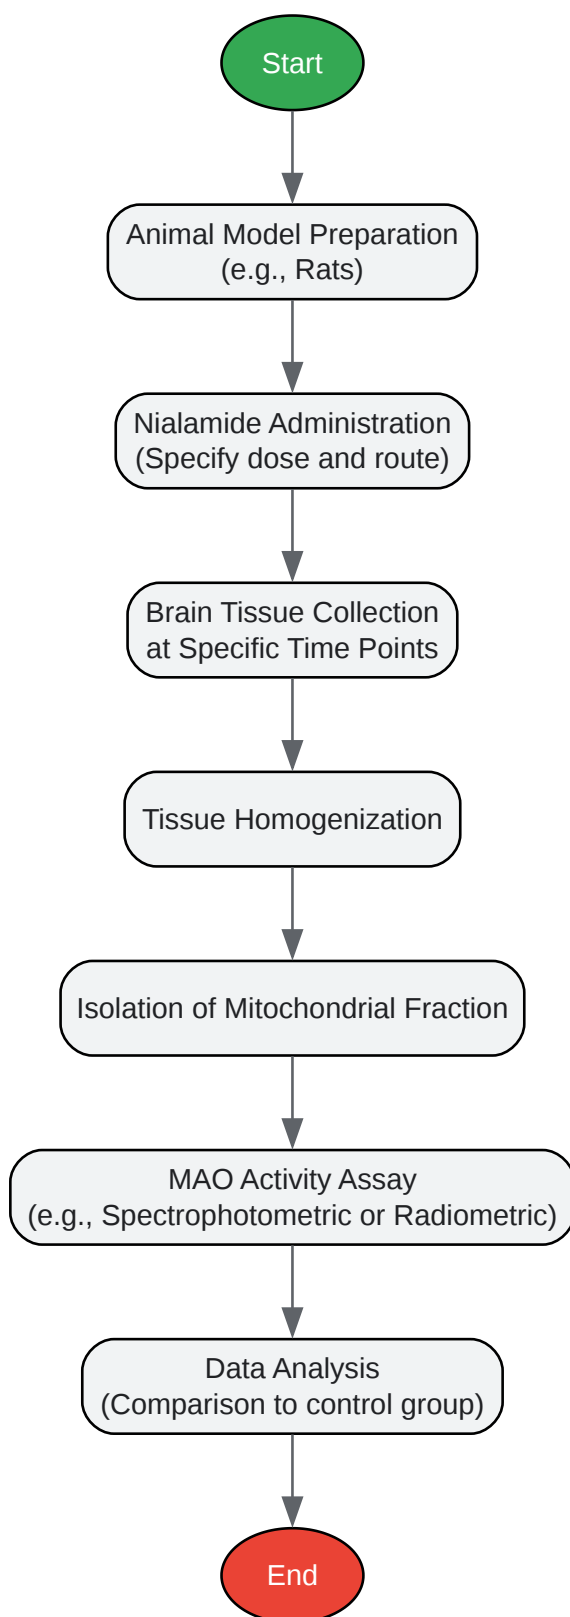 Start
Animal Model Preparation
(e.g., Rats)
Nialamide Administration
(Specify dose and route)
Brain Tissue Collection
at Specific Time Points
Tissue Homogenization
Isolation of Mitochondrial Fraction
MAO Activity Assay
(e.g., Spectrophotometric or Radiometric)
Data Analysis
(Comparison to control group)
End